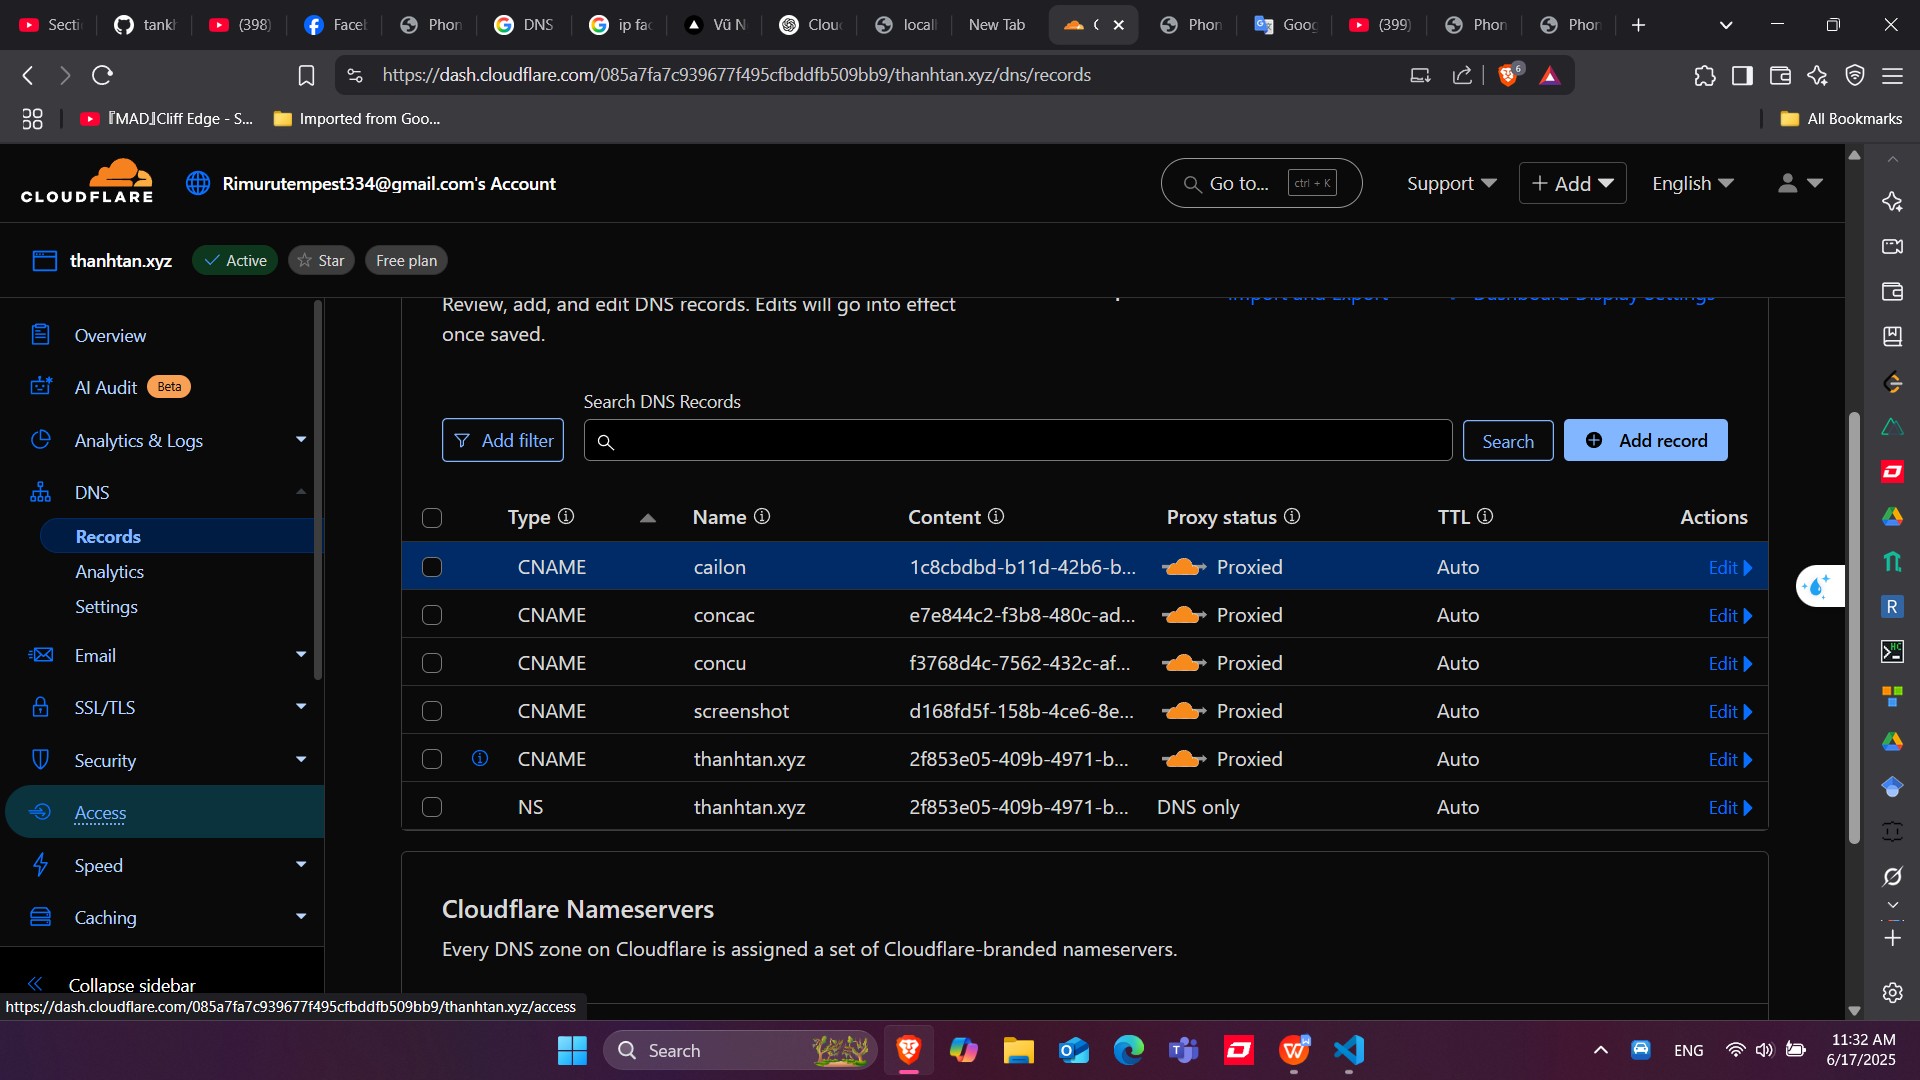 Secti
tankh
(398)
Facel
Phon
DNS
ip fac
Vũ N
Clou
locall
New Tab
Phon
Goog
(399)
Phon
Phon
https://dash.cloudflare.com/085a7fa7c939677f495cfbddfb509bb9/thanhtan.xyz/dns/records
6
『MAD』Cliff Edge - S...
Imported from Goo...
All Bookmarks
CLOUDFLARE
Rimurutempest334@gmail.com's Account
Go to...
ctrl + K
Support
+ Add
English
thanhtan.xyz
Active
Star
Free plan
Overview
AI Audit
Beta
Analytics & Logs
DNS
Records
Analytics
Settings
Email
SSL/TLS
Security
Access
Speed
Caching
Collapse sidebar
Review, add, and edit DNS records. Edits will go into effect
once saved.
Import and Export
Dashboard Display Settings
Search DNS Records
Add filter
Search
Add record
Type Name Content Proxy status TTL Actions
CNAME cailon 1c8cbdbd-b11d-42b6-b... Proxied Auto Edit
CNAME concac e7e844c2-f3b8-480c-ad... Proxied Auto Edit
CNAME concu f3768d4c-7562-432c-af... Proxied Auto Edit
CNAME screenshot d168fd5f-158b-4ce6-8e... Proxied Auto Edit
CNAME thanhtan.xyz 2f853e05-409b-4971-b... Proxied Auto Edit
NS thanhtan.xyz 2f853e05-409b-4971-b... DNS only Auto Edit
Cloudflare Nameservers
Every DNS zone on Cloudflare is assigned a set of Cloudflare-branded nameservers.
https://dash.cloudflare.com/085a7fa7c939677f495cfbddfb509bb9/thanhtan.xyz/access
Search
ENG
11:32 AM
6/17/2025